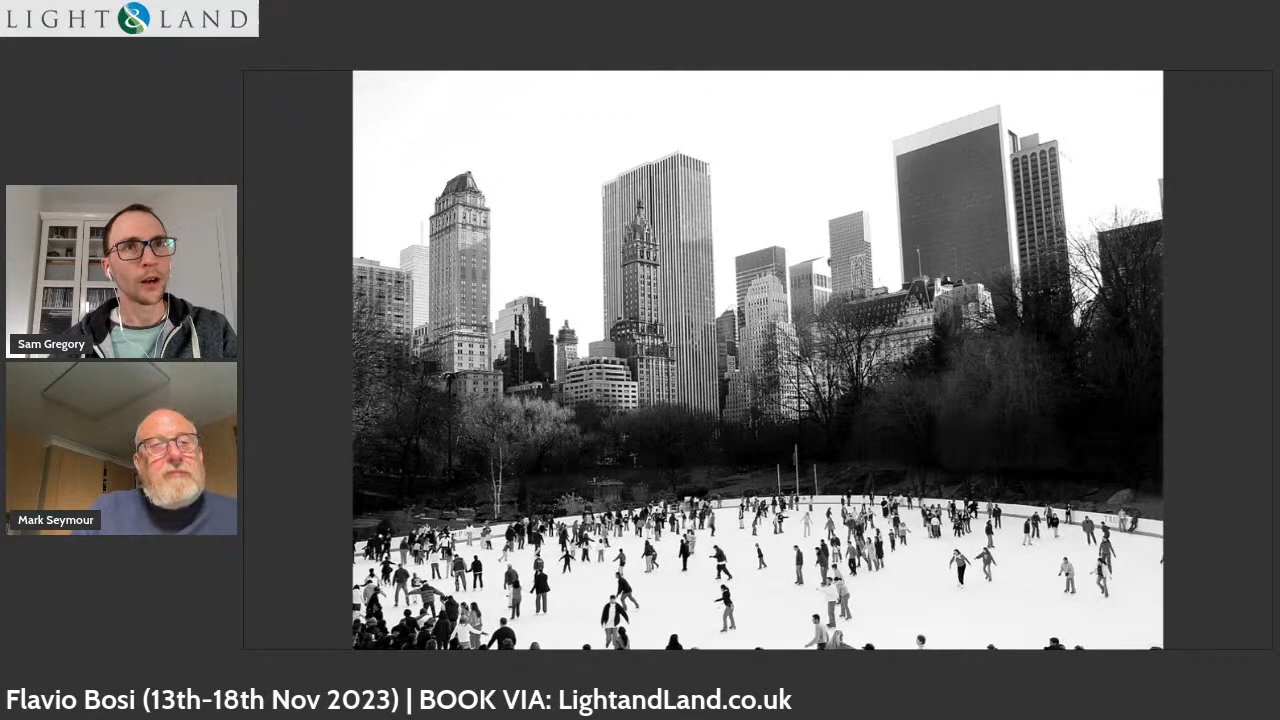 LIGHT & LAND
Sam Gregory
Mark Seymour
Flavio Bosi (13th-18th Nov 2023) | BOOK VIA: LightandLand.co.uk